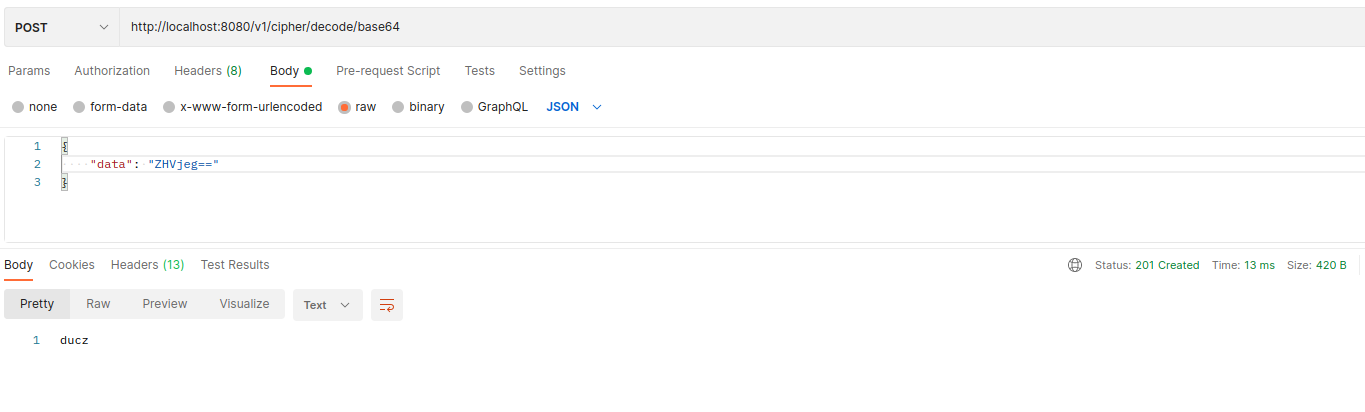 POST http://localhost:8080/v1/cipher/decode/base64
Params Authorization Headers (8) Body Pre-request Script Tests Settings
none form-data x-www-form-urlencoded raw binary GraphQL JSON
1 {
2 "data": "ZHVjeg=="
3 }
Body Cookies Headers (13) Test Results Status: 201 Created Time: 13 ms Size: 420 B
Pretty Raw Preview Visualize Text
1 ducz